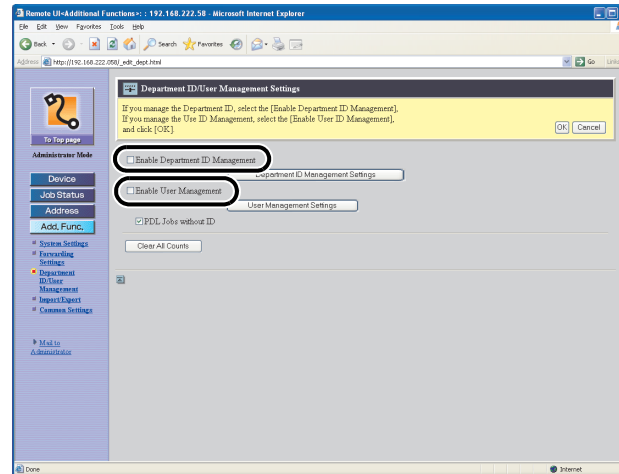 Remote UI<Additional Functions>: : 192.168.222.58 - Microsoft Internet Explorer
File Edit View Favorites Tools Help
Back Search Favorites
Address http://192.168.222.058/_edit_dept.html Go Links
Department ID/User Management Settings
If you manage the Department ID, select the [Enable Department ID Management],
If you manage the Use ID Management, select the [Enable User ID Management],
and click [OK].
OK Cancel
To Top page
Administrator Mode
Device
Job Status
Address
Add. Func.
System Settings
Forwarding
Settings
Department
ID/User
Management
Import/Export
Common Settings
Mail to
Administrator
Enable Department ID Management
Department ID Management Settings
Enable User Management
User Management Settings
PDL Jobs without ID
Clear All Counts
Done Internet